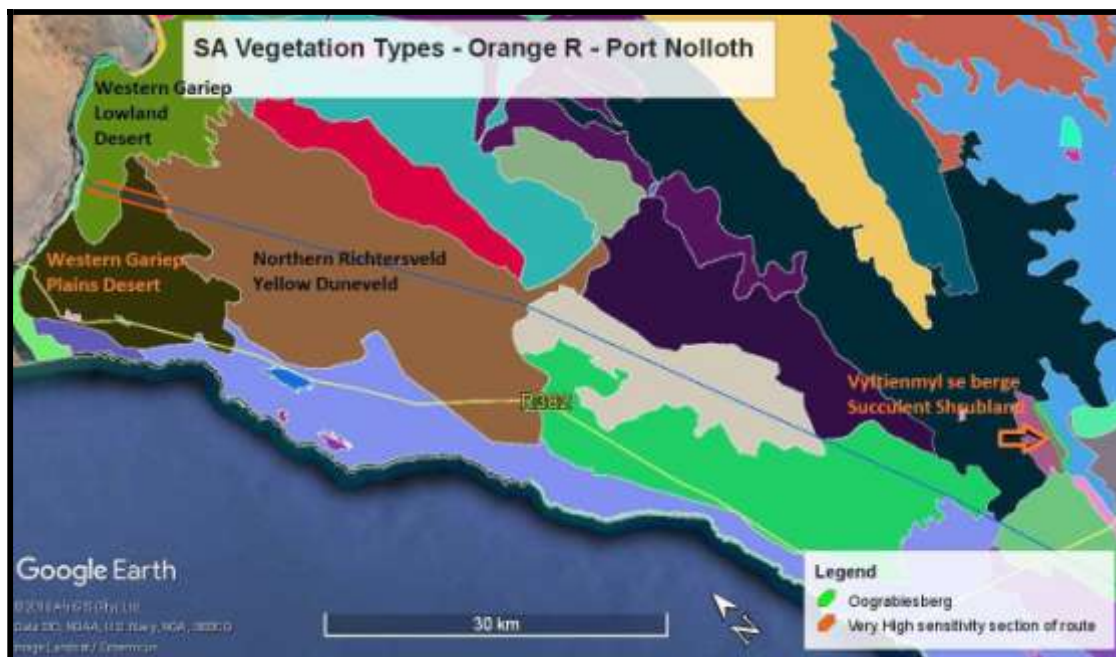 SA Vegetation Types - Orange R - Port Nolloth
Western Gariep
Lowland
Desert
Western Gariep
Plains Desert
Northern Richtersveld
Yellow Duneveld
R382
Vyftienmyl se berge
Succulent Shrubland
Google Earth
30 km
N
Legend
Oograbiesberg
Very High sensitivity section of route